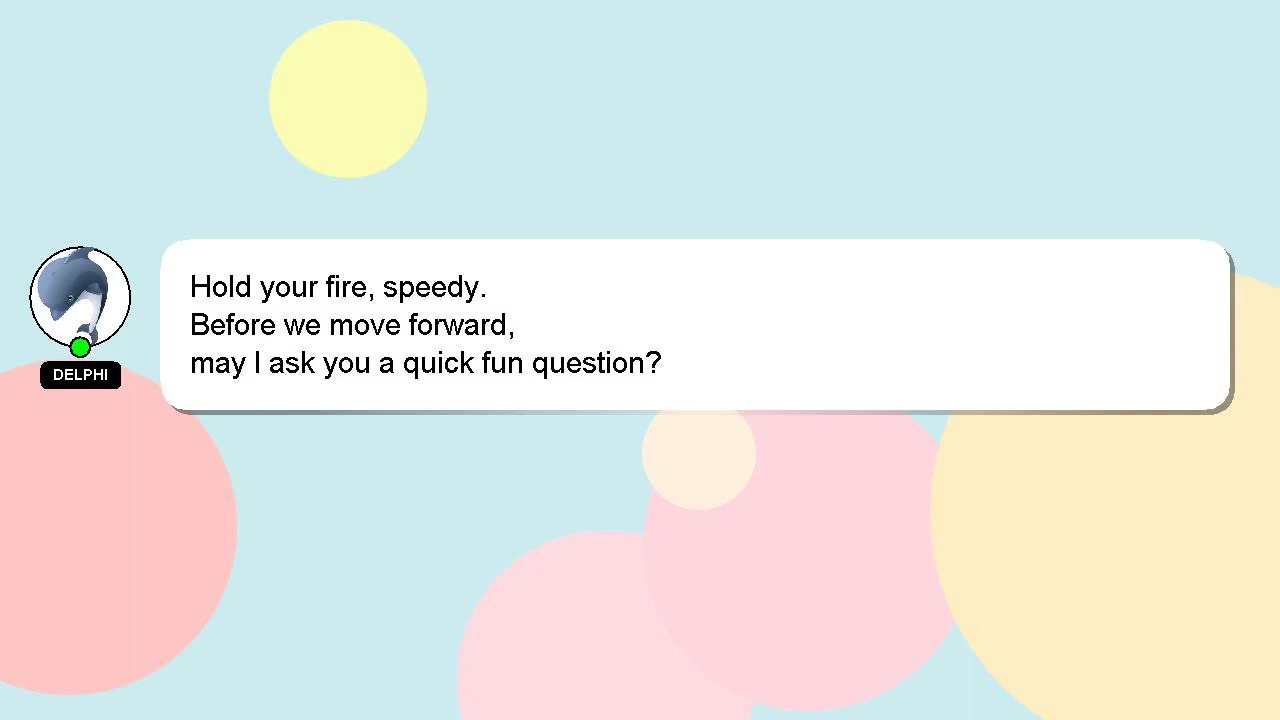 Hold your fire, speedy.
Before we move forward,
may I ask you a quick fun question?
DELPHI